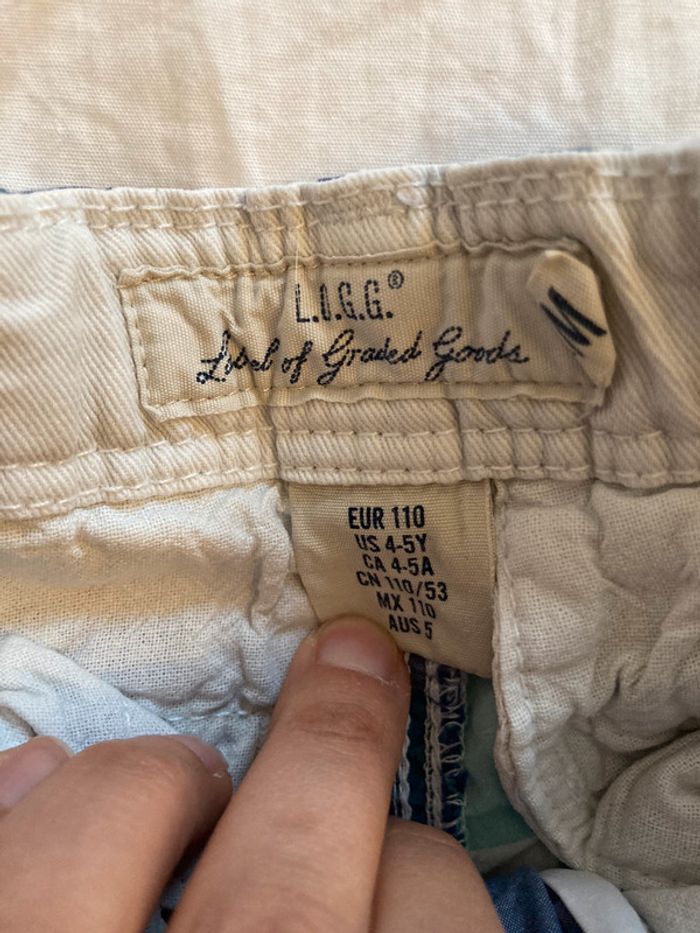 L.O.G.G.®
Label of Graded Goods
EUR 110
US 4-5Y
CA 4-5A
CN 110/53
MX 110
AUS 5